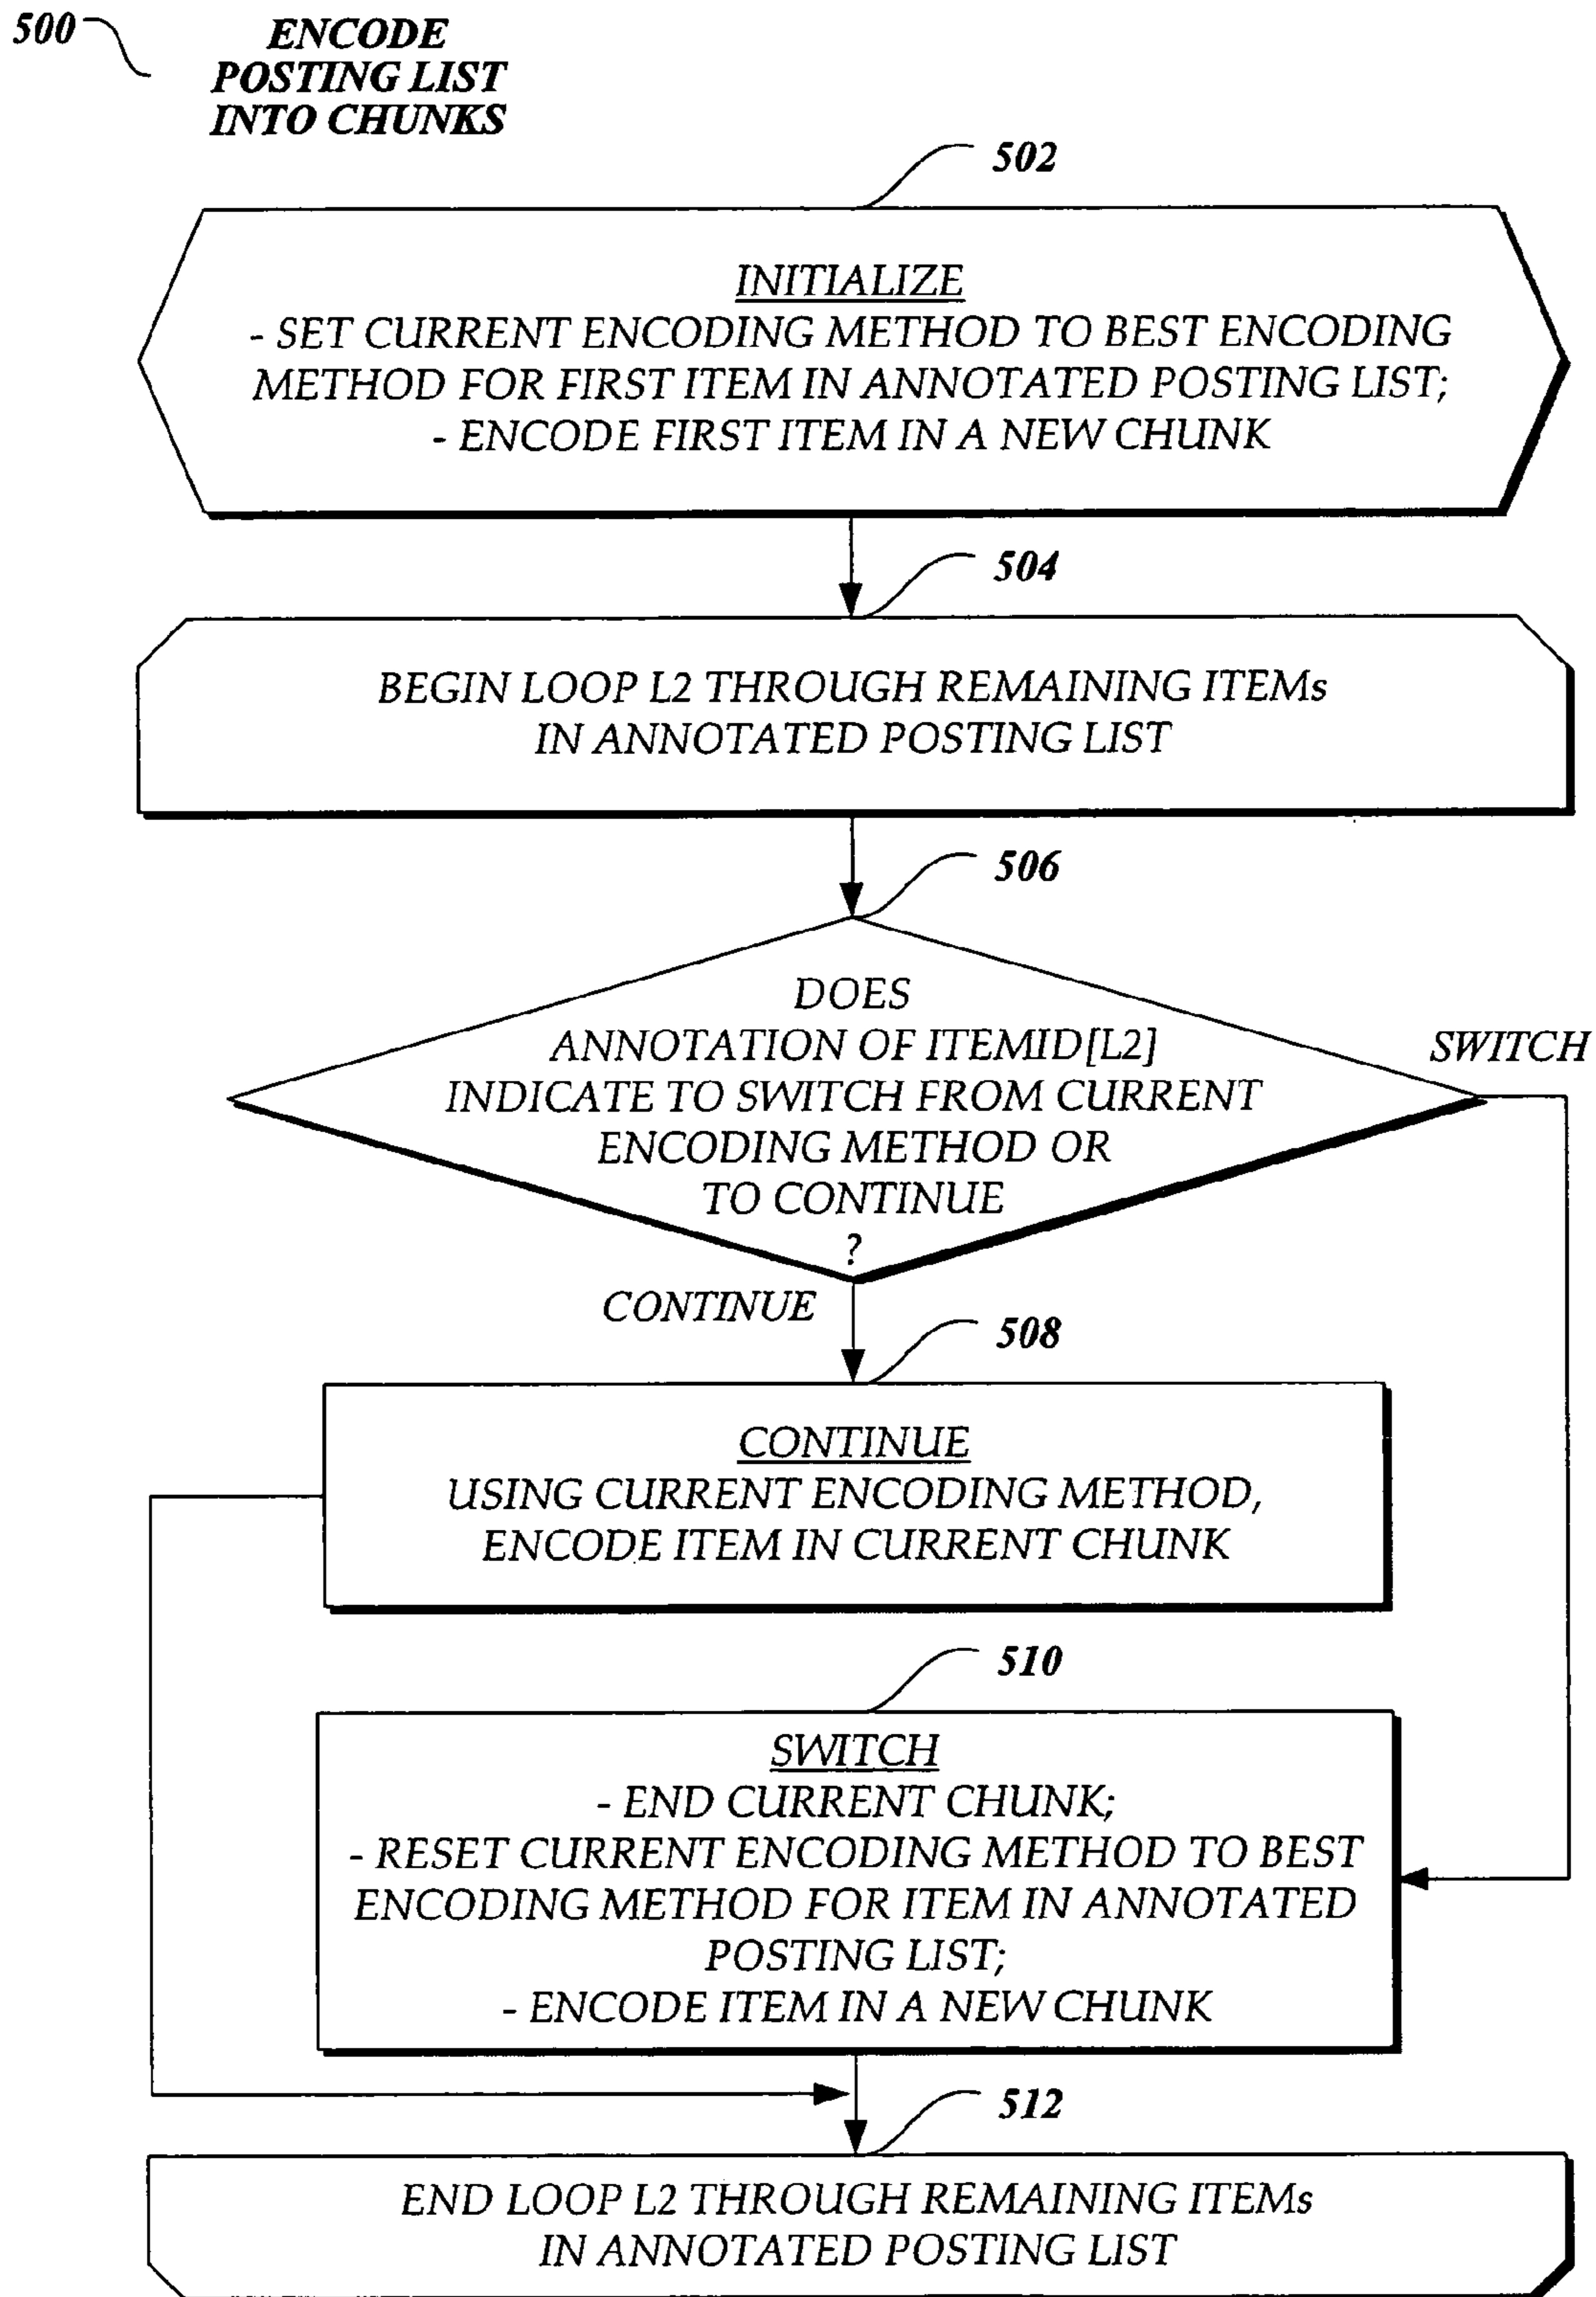 500
ENCODE
POSTING LIST
INTO CHUNKS
502
INITIALIZE
- SET CURRENT ENCODING METHOD TO BEST ENCODING
METHOD FOR FIRST ITEM IN ANNOTATED POSTING LIST;
- ENCODE FIRST ITEM IN A NEW CHUNK
504
BEGIN LOOP L2 THROUGH REMAINING ITEMs
IN ANNOTATED POSTING LIST
506
DOES
ANNOTATION OF ITEMID[L2]
INDICATE TO SWITCH FROM CURRENT
ENCODING METHOD OR
TO CONTINUE
?
SWITCH
CONTINUE
508
CONTINUE
USING CURRENT ENCODING METHOD,
ENCODE ITEM IN CURRENT CHUNK
510
SWITCH
- END CURRENT CHUNK;
- RESET CURRENT ENCODING METHOD TO BEST
ENCODING METHOD FOR ITEM IN ANNOTATED
POSTING LIST;
- ENCODE ITEM IN A NEW CHUNK
512
END LOOP L2 THROUGH REMAINING ITEMs
IN ANNOTATED POSTING LIST